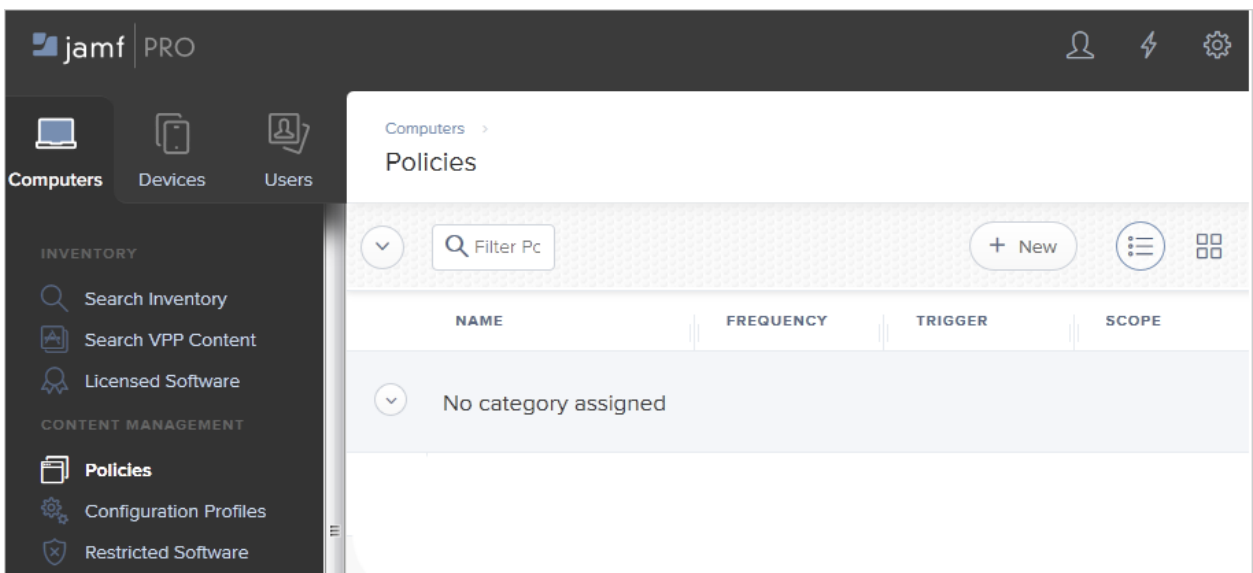 jamf PRO
Computers
Devices
Users
Computers
Policies
INVENTORY
Search Inventory
Search VPP Content
Licensed Software
CONTENT MANAGEMENT
Policies
Configuration Profiles
Restricted Software
Filter Po
+ New
NAME FREQUENCY TRIGGER SCOPE
No category assigned